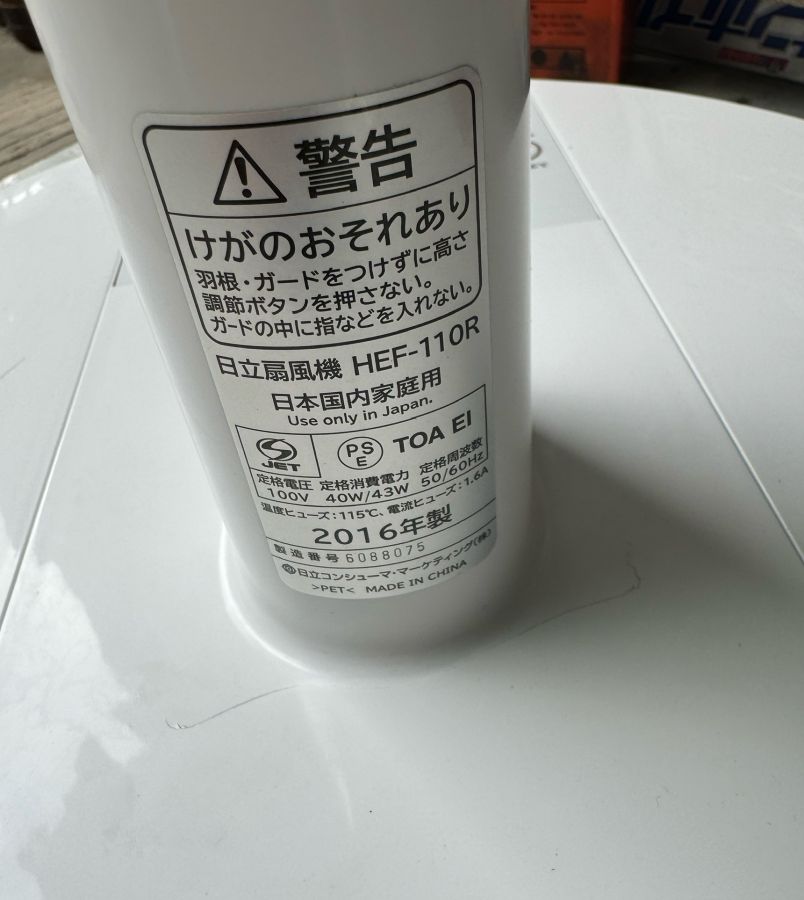 警告
けがのおそれあり
羽根・ガードをつけずに高さ
調節ボタンを押さない。
ガードの中に指などを入れない。
日立扇風機 HEF-110R
日本国内家庭用
Use only in Japan.
JET PSE TOA EI
定格電圧 定格消費電力 定格周波数
100V 40W/43W 50/60Hz
温度ヒューズ:115℃、電流ヒューズ:1.6A
2016年製
製造番号 6088075
日立コンシューマ・マーケティング(株)
>PET< MADE IN CHINA